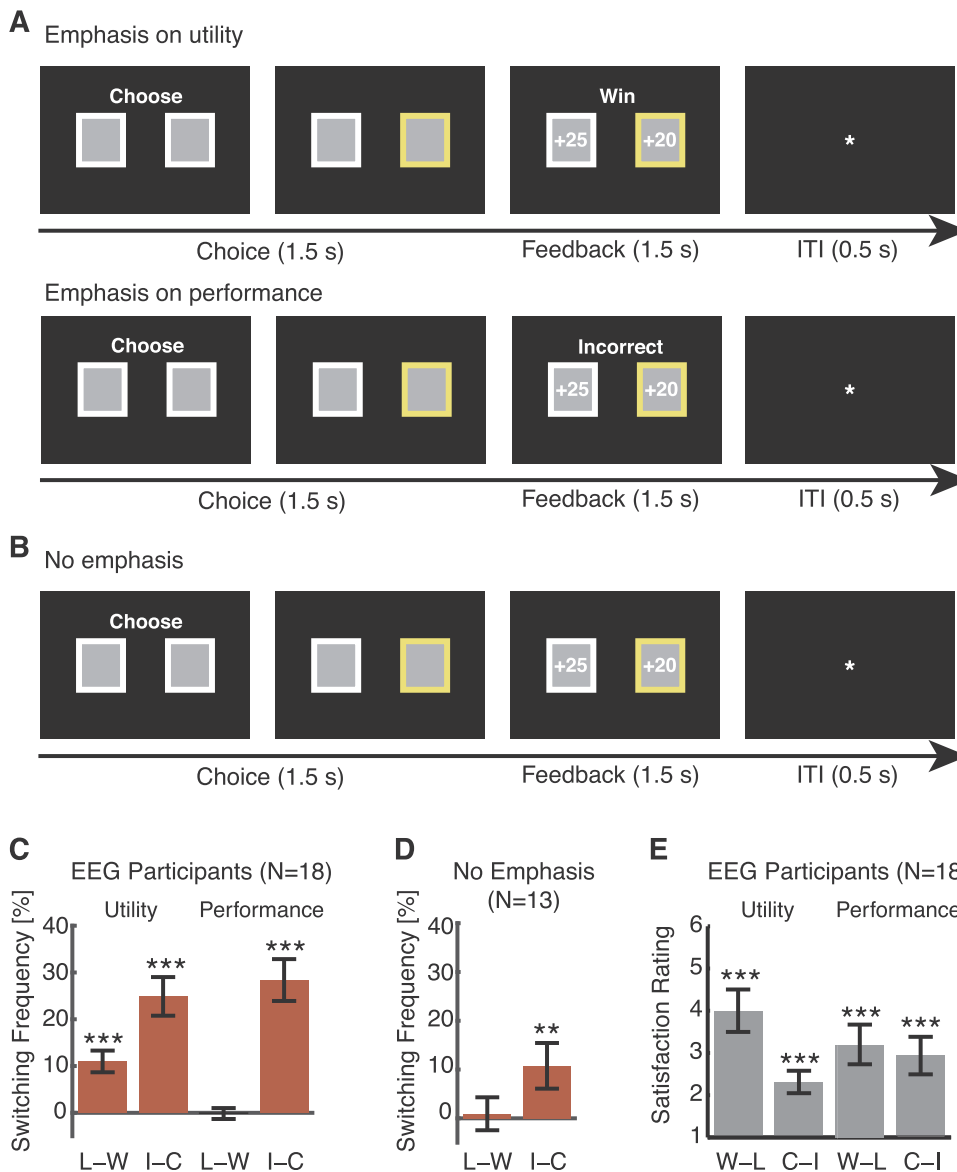 A
Emphasis on utility
Choose
Win
+25 +20
*
Choice (1.5 s) Feedback (1.5 s) ITI (0.5 s)
Emphasis on performance
Choose
Incorrect
+25 +20
*
Choice (1.5 s) Feedback (1.5 s) ITI (0.5 s)
B
No emphasis
Choose
+25 +20
*
Choice (1.5 s) Feedback (1.5 s) ITI (0.5 s)
C
EEG Participants (N=18)
Utility Performance
Switching Frequency [%]
40
30
20
10
0
*** *** ***
L–W I–C L–W I–C
D
No Emphasis
(N=13)
Switching Frequency [%]
40
30
20
10
0
**
L–W I–C
E
EEG Participants (N=18
Utility Performance
Satisfaction Rating
6
5
4
3
2
1
*** *** *** ***
W–L C–I W–L C–I